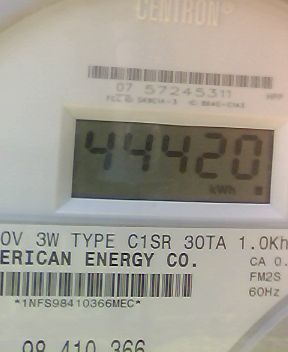 CENTRON®
07 57245311
44420
kWh
0V 3W TYPE C1SR 30TA 1.0Kh
ERICAN ENERGY CO.
CA 0.
FM2S
60Hz
*1NFS98410366MEC*
98 410 366